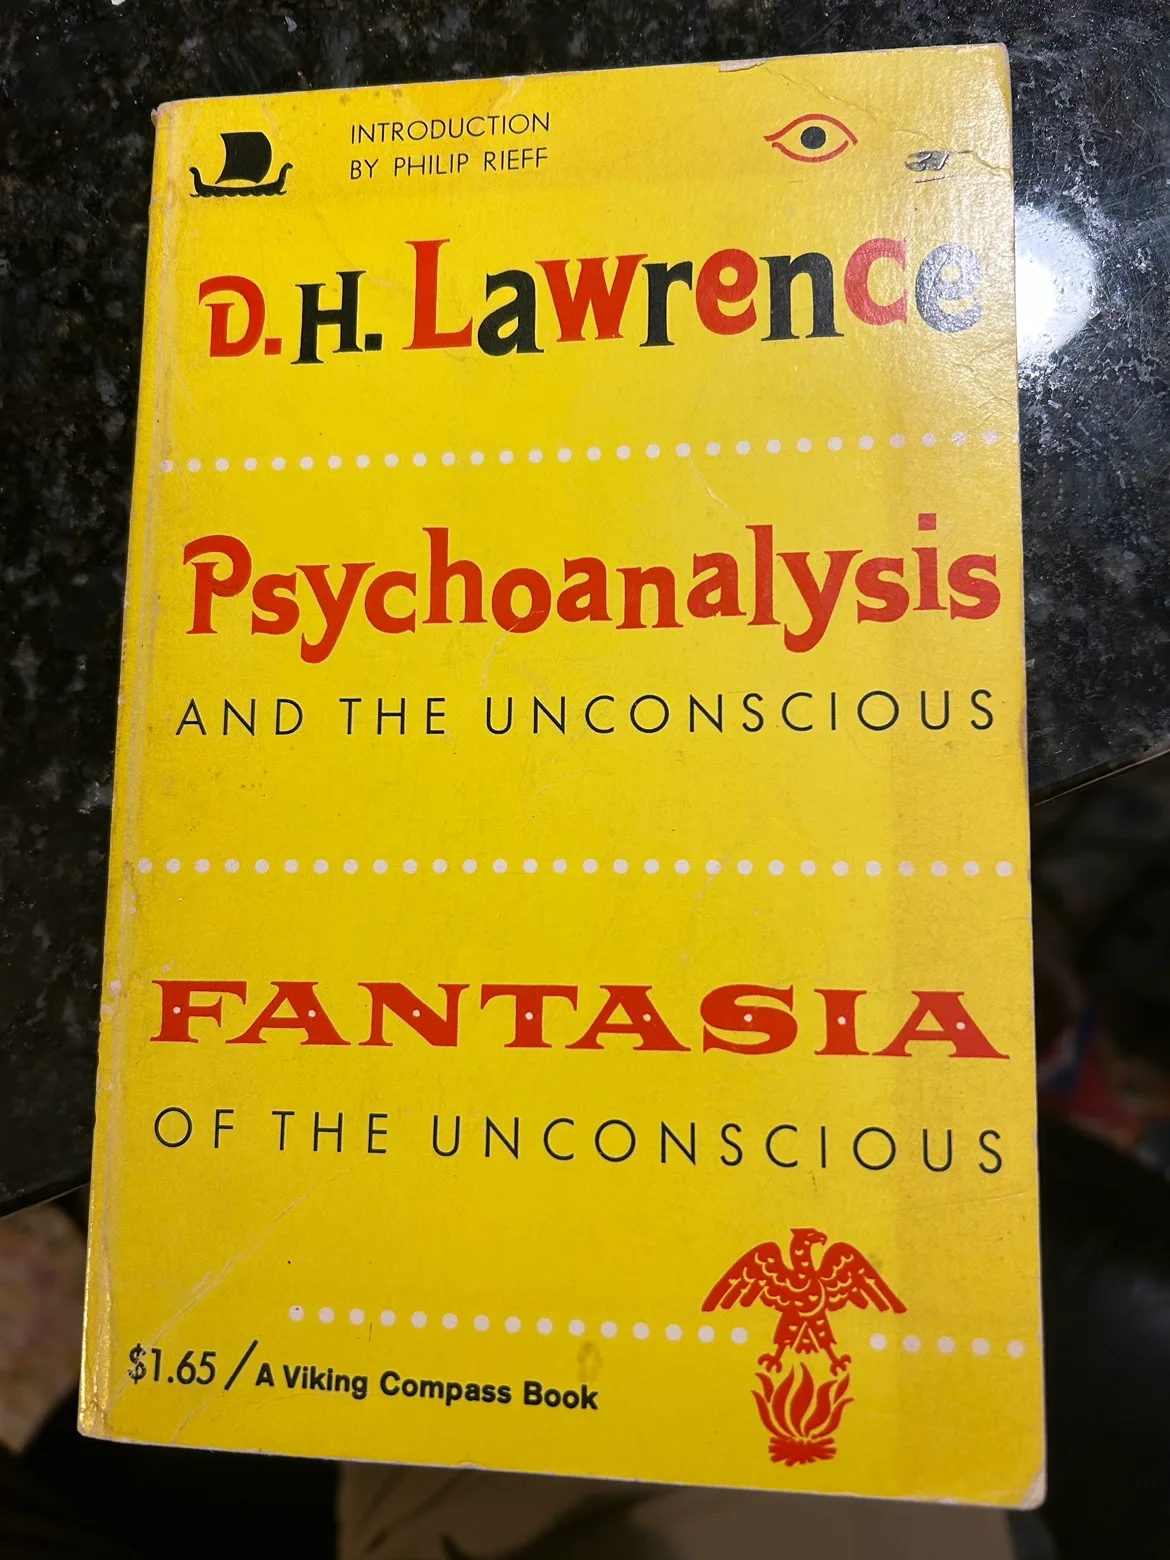 INTRODUCTION
BY PHILIP RIEFF
D.H. Lawrence
Psychoanalysis
AND THE UNCONSCIOUS
FANTASIA
OF THE UNCONSCIOUS
$1.65 / A Viking Compass Book